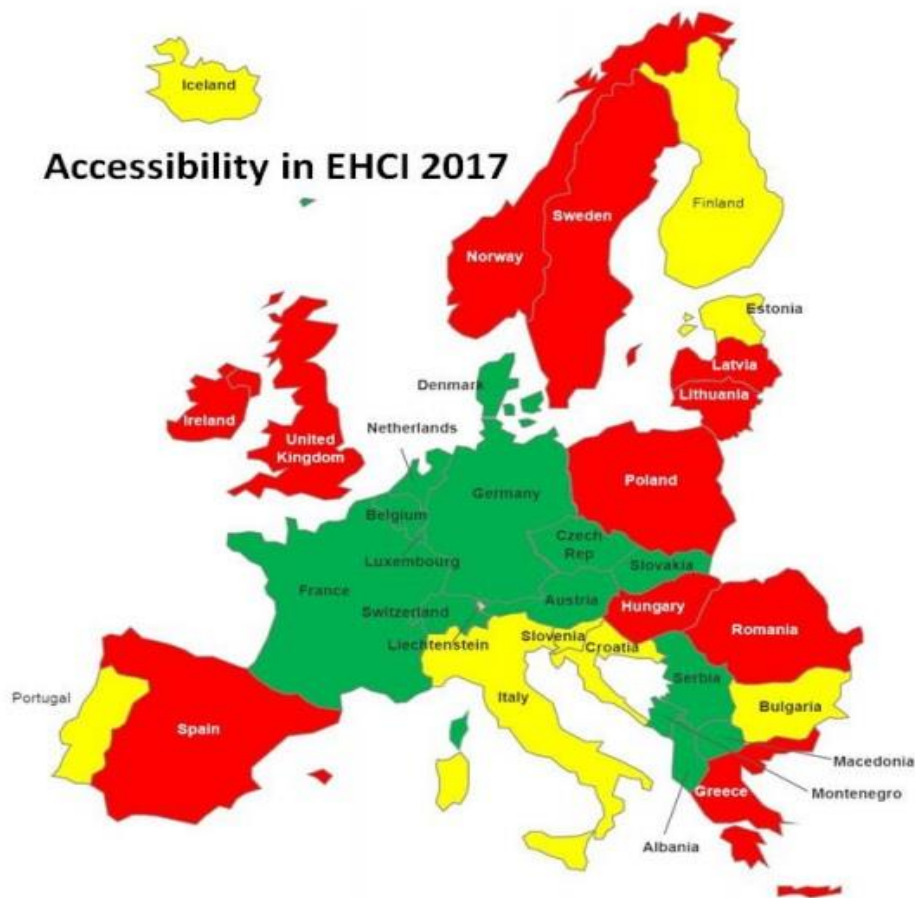 Iceland
Accessibility in EHCI 2017
Finland
Sweden
Norway
Estonia
Latvia
Denmark
Lithuania
Ireland
Netherlands
United
Kingdom
Poland
Germany
Belgium
Czech
Rep
Luxembourg
Slovakia
France
Austria
Switzerland
Hungary
Romania
Slovenia
Liechtenstein
Croatia
Serbia
Portugal
Italy
Bulgaria
Spain
Macedonia
Greece
Montenegro
Albania